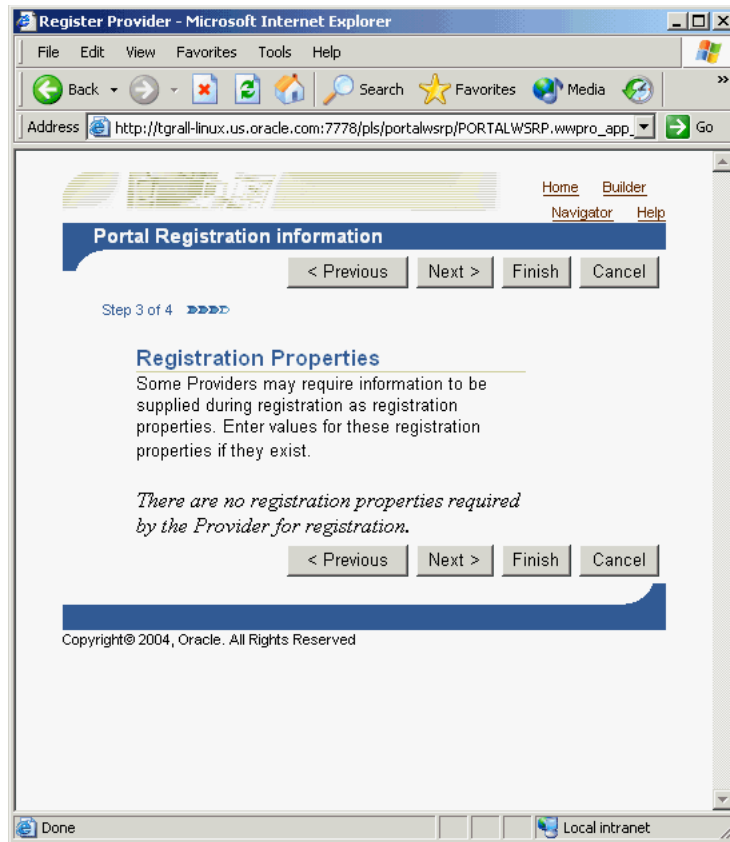 Register Provider - Microsoft Internet Explorer
File Edit View Favorites Tools Help
Back Search Favorites Media »
Address http://tgrall-linux.us.oracle.com:7778/pls/portalwsrp/PORTALWSRP.wwpro_app_ Go
Home Builder
Navigator Help
Portal Registration information
< Previous Next > Finish Cancel
Step 3 of 4
Registration Properties
Some Providers may require information to be
supplied during registration as registration
properties. Enter values for these registration
properties if they exist.
There are no registration properties required
by the Provider for registration.
< Previous Next > Finish Cancel
Copyright© 2004, Oracle. All Rights Reserved
Done Local intranet